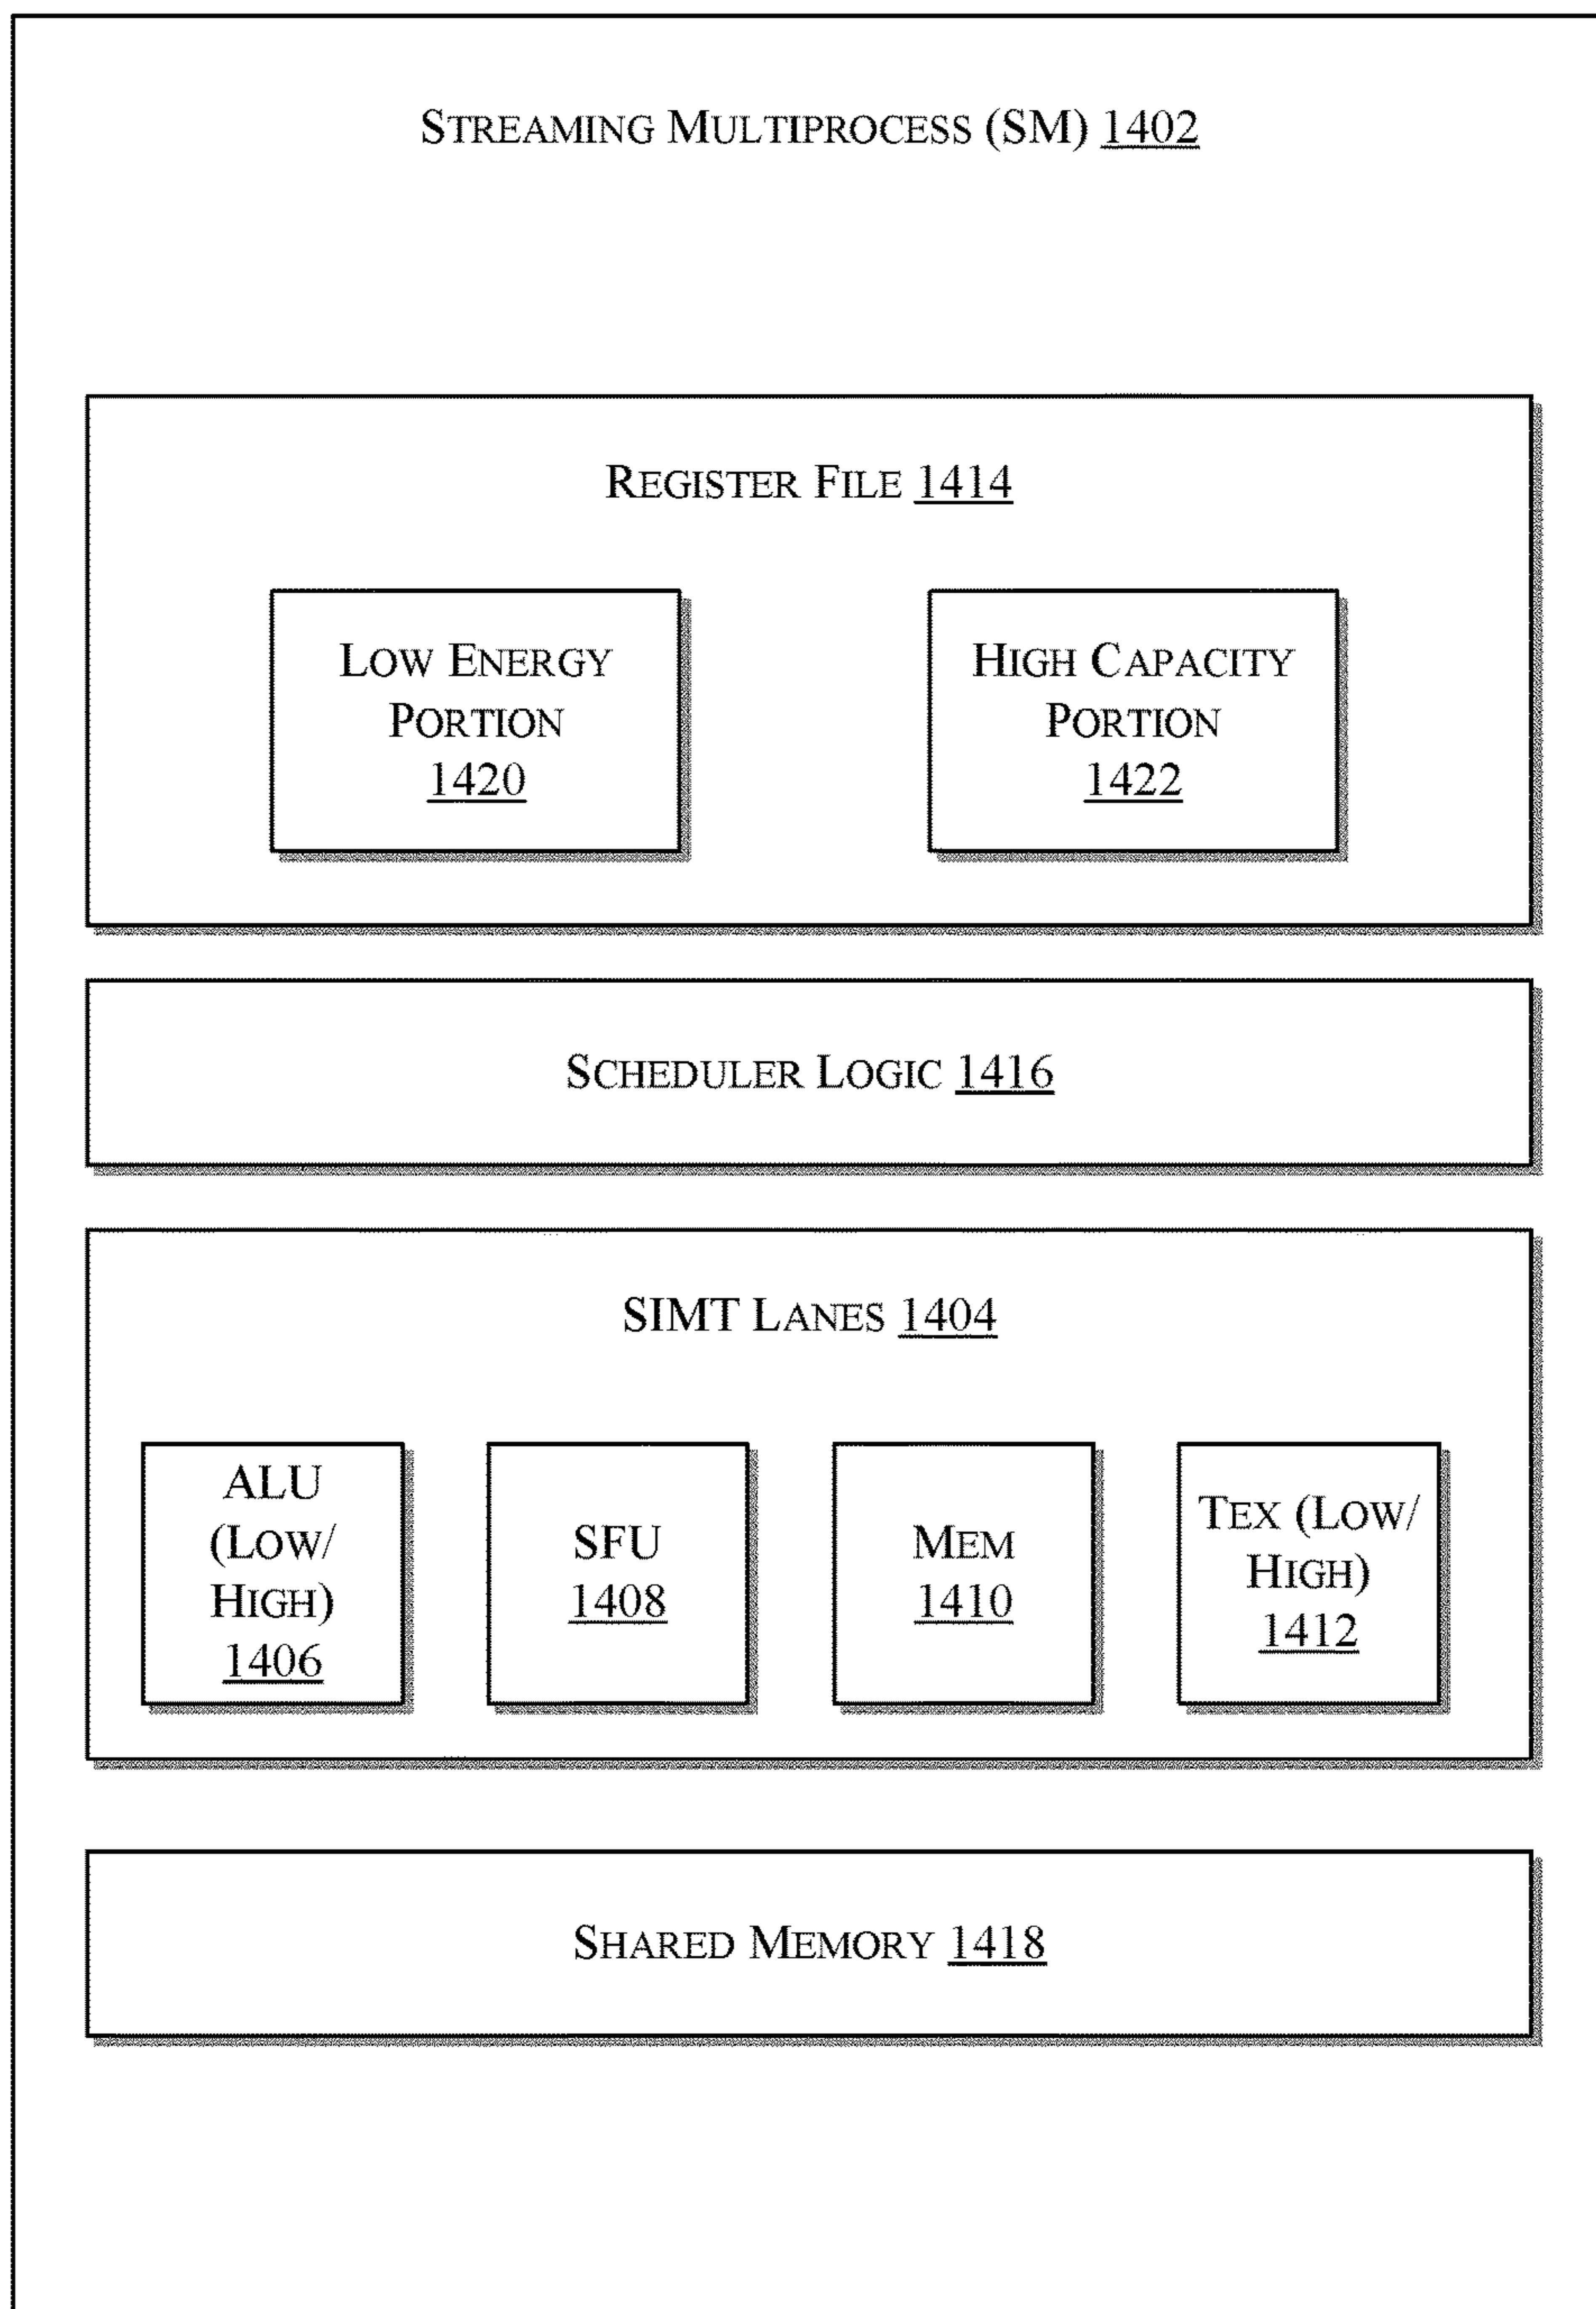 STREAMING MULTIPROCESS (SM) 1402
REGISTER FILE 1414
LOW ENERGY
PORTION
1420
HIGH CAPACITY
PORTION
1422
SCHEDULER LOGIC 1416
SIMT LANES 1404
ALU
(LOW/
HIGH)
1406
SFU
1408
MEM
1410
TEX (LOW/
HIGH)
1412
SHARED MEMORY 1418